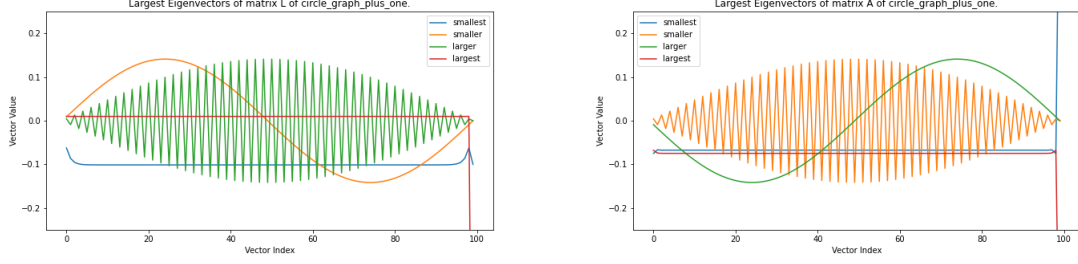 Largest Eigenvectors of matrix L of circle_graph_plus_one.
smallest
smaller
larger
largest
0.2
0.1
0.0
−0.1
−0.2
Vector Value
0
20
40
60
80
100
Vector Index
Largest Eigenvectors of matrix A of circle_graph_plus_one.
smallest
smaller
larger
largest
0.2
0.1
0.0
−0.1
−0.2
Vector Value
0
20
40
60
80
100
Vector Index